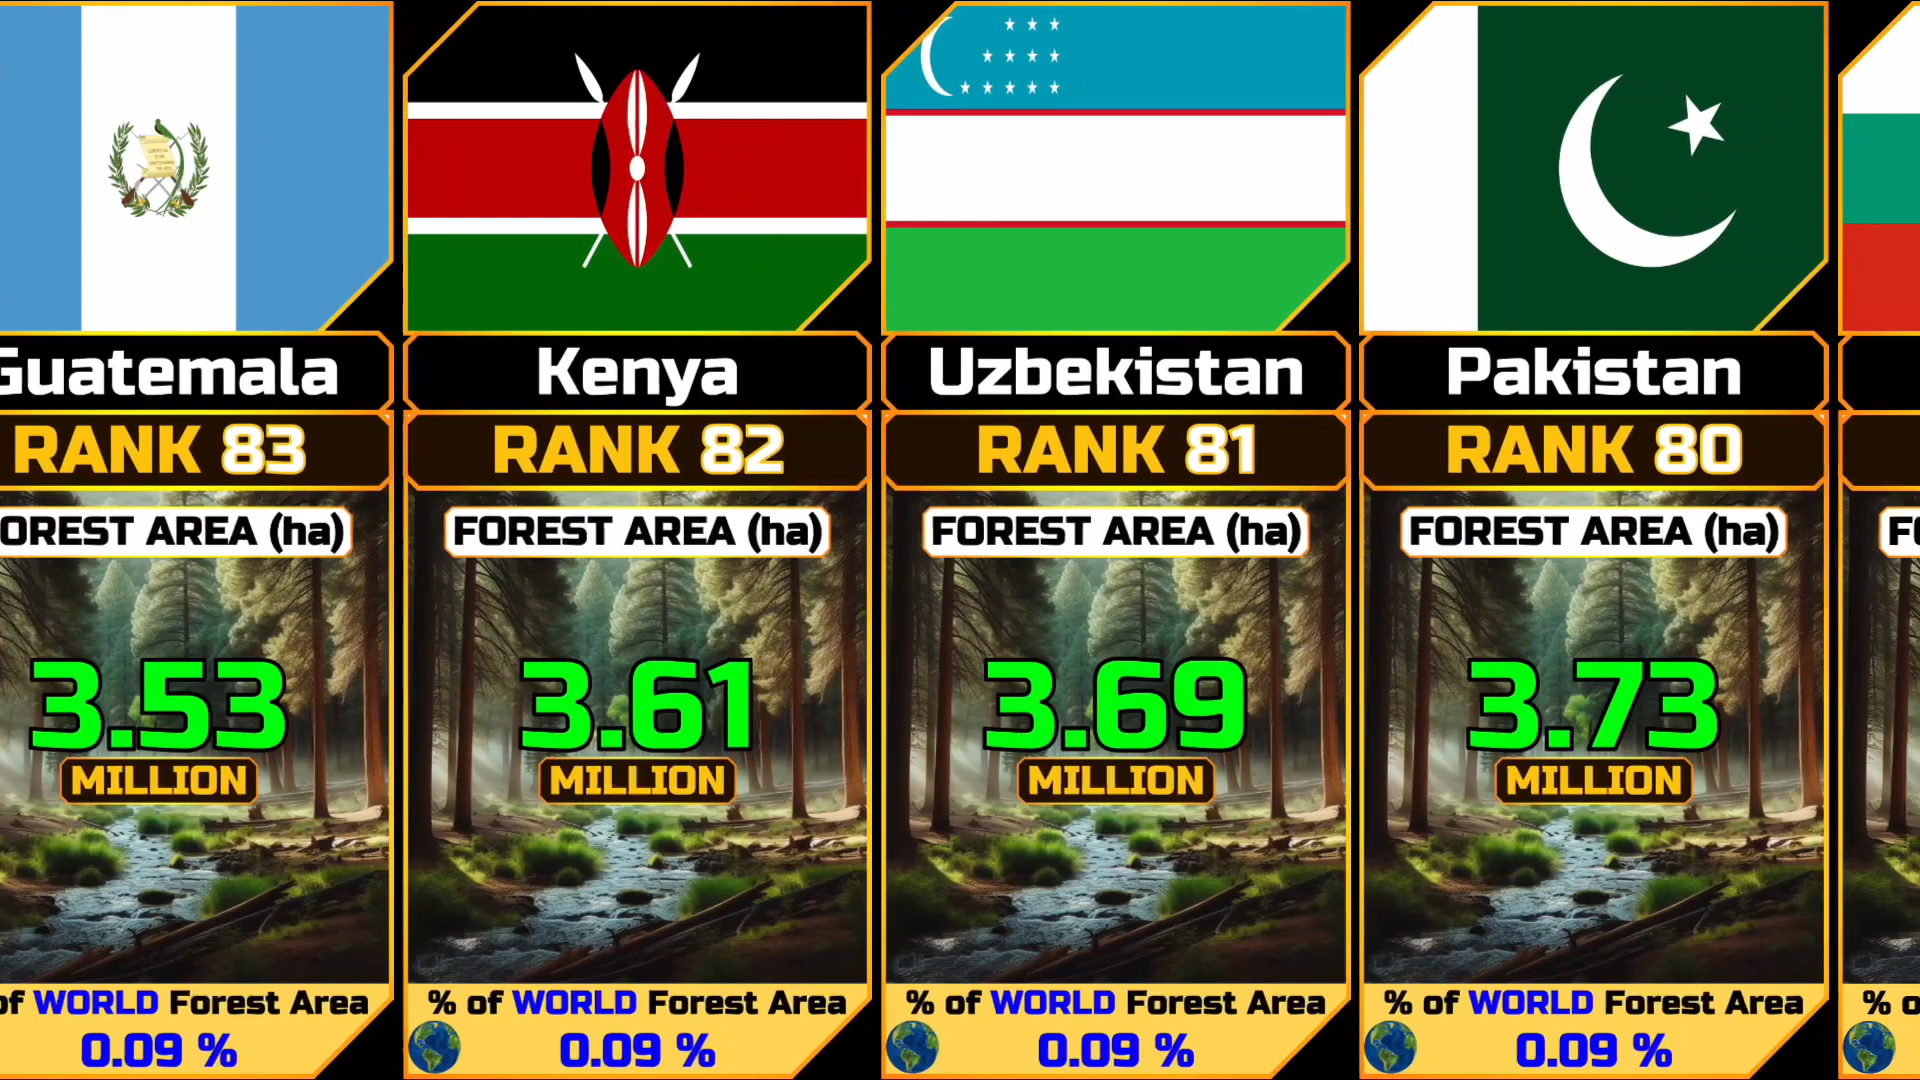 Guatemala
RANK 83
FOREST AREA (ha)
3.53
MILLION
of WORLD Forest Area
0.09 %
Kenya
RANK 82
FOREST AREA (ha)
3.61
MILLION
% of WORLD Forest Area
0.09 %
Uzbekistan
RANK 81
FOREST AREA (ha)
3.69
MILLION
% of WORLD Forest Area
0.09 %
Pakistan
RANK 80
FOREST AREA (ha)
3.73
MILLION
% of WORLD Forest Area
0.09 %